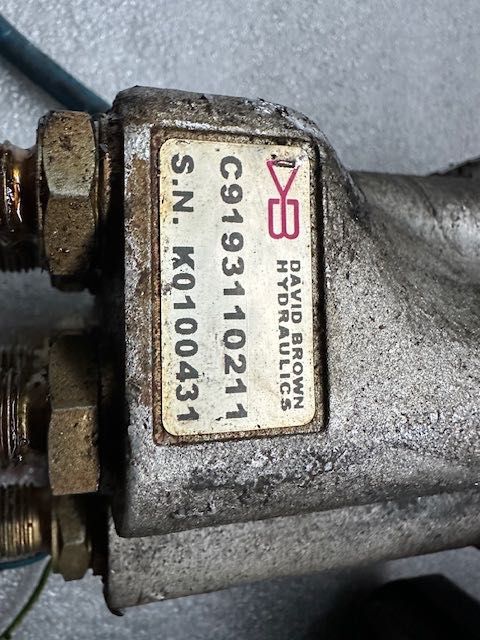 DB
DAVID BROWN
HYDRAULICS
C9193110211
S.N. K0100431